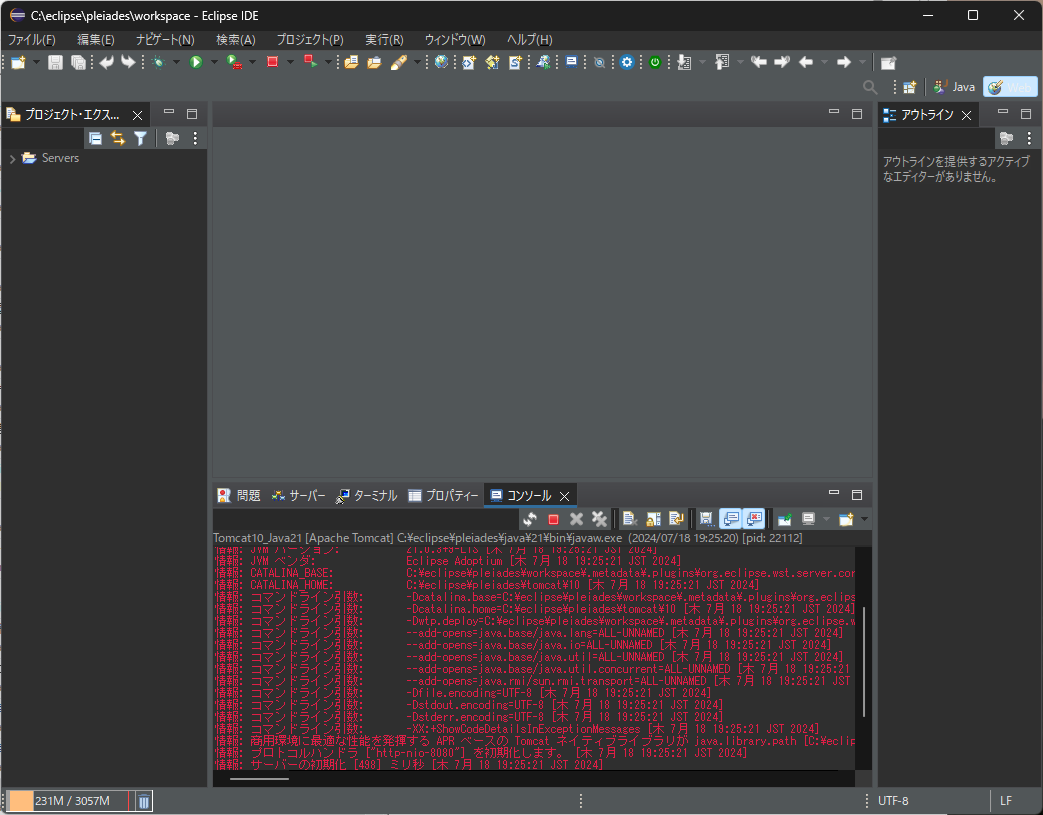 C:\eclipse\pleiades\workspace - Eclipse IDE
ファイル(F) 編集(E) ナビゲート(N) 検索(A) プロジェクト(P) 実行(R) ウィンドウ(W) ヘルプ(H)
Java Web
プロジェクト・エクス...
アウトライン
Servers
アウトラインを提供するアクティブ
なエディターがありません。
問題 サーバー ターミナル プロパティー コンソール
Tomcat10_Java21 [Apache Tomcat] C:¥eclipse¥pleiades¥java¥21¥bin¥javaw.exe (2024/07/18 19:25:20) [pid: 22112]
情報: JVM バージョン: 21.0.3+9-LTS [木 7月 18 19:25:21 JST 2024]
情報: JVM ベンダ: Eclipse Adoptium [木 7月 18 19:25:21 JST 2024]
情報: CATALINA_BASE: C:¥eclipse¥pleiades¥workspace¥.metadata¥.plugins¥org.eclipse.wst.server.cor
情報: CATALINA_HOME: C:¥eclipse¥pleiades¥tomcat¥10 [木 7月 18 19:25:21 JST 2024]
情報: コマンドライン引数: -Dcatalina.base=C:¥eclipse¥pleiades¥workspace¥.metadata¥.plugins¥org.eclips
情報: コマンドライン引数: -Dcatalina.home=C:¥eclipse¥pleiades¥tomcat¥10 [木 7月 18 19:25:21 JST 2024]
情報: コマンドライン引数: -Dwtp.deploy=C:¥eclipse¥pleiades¥workspace¥.metadata¥.plugins¥org.eclipse.w
情報: コマンドライン引数: --add-opens=java.base/java.lang=ALL-UNNAMED [木 7月 18 19:25:21 JST 2024]
情報: コマンドライン引数: --add-opens=java.base/java.io=ALL-UNNAMED [木 7月 18 19:25:21 JST 2024]
情報: コマンドライン引数: --add-opens=java.base/java.util=ALL-UNNAMED [木 7月 18 19:25:21 JST 2024]
情報: コマンドライン引数: --add-opens=java.base/java.util.concurrent=ALL-UNNAMED [木 7月 18 19:25:21
情報: コマンドライン引数: --add-opens=java.rmi/sun.rmi.transport=ALL-UNNAMED [木 7月 18 19:25:21 JST
情報: コマンドライン引数: -Dfile.encoding=UTF-8 [木 7月 18 19:25:21 JST 2024]
情報: コマンドライン引数: -Dstdout.encoding=UTF-8 [木 7月 18 19:25:21 JST 2024]
情報: コマンドライン引数: -Dstderr.encoding=UTF-8 [木 7月 18 19:25:21 JST 2024]
情報: コマンドライン引数: -XX:+ShowCodeDetailsInExceptionMessages [木 7月 18 19:25:21 JST 2024]
情報: 商用環境に最適な性能を発揮する APR ベースの Tomcat ネイティブライブラリが java.library.path [C:¥eclip
情報: プロトコルハンドラ ["http-nio-8080"] を初期化します。 [木 7月 18 19:25:21 JST 2024]
情報: サーバーの初期化 [498] ミリ秒 [木 7月 18 19:25:21 JST 2024]
231M / 3057M
UTF-8
LF